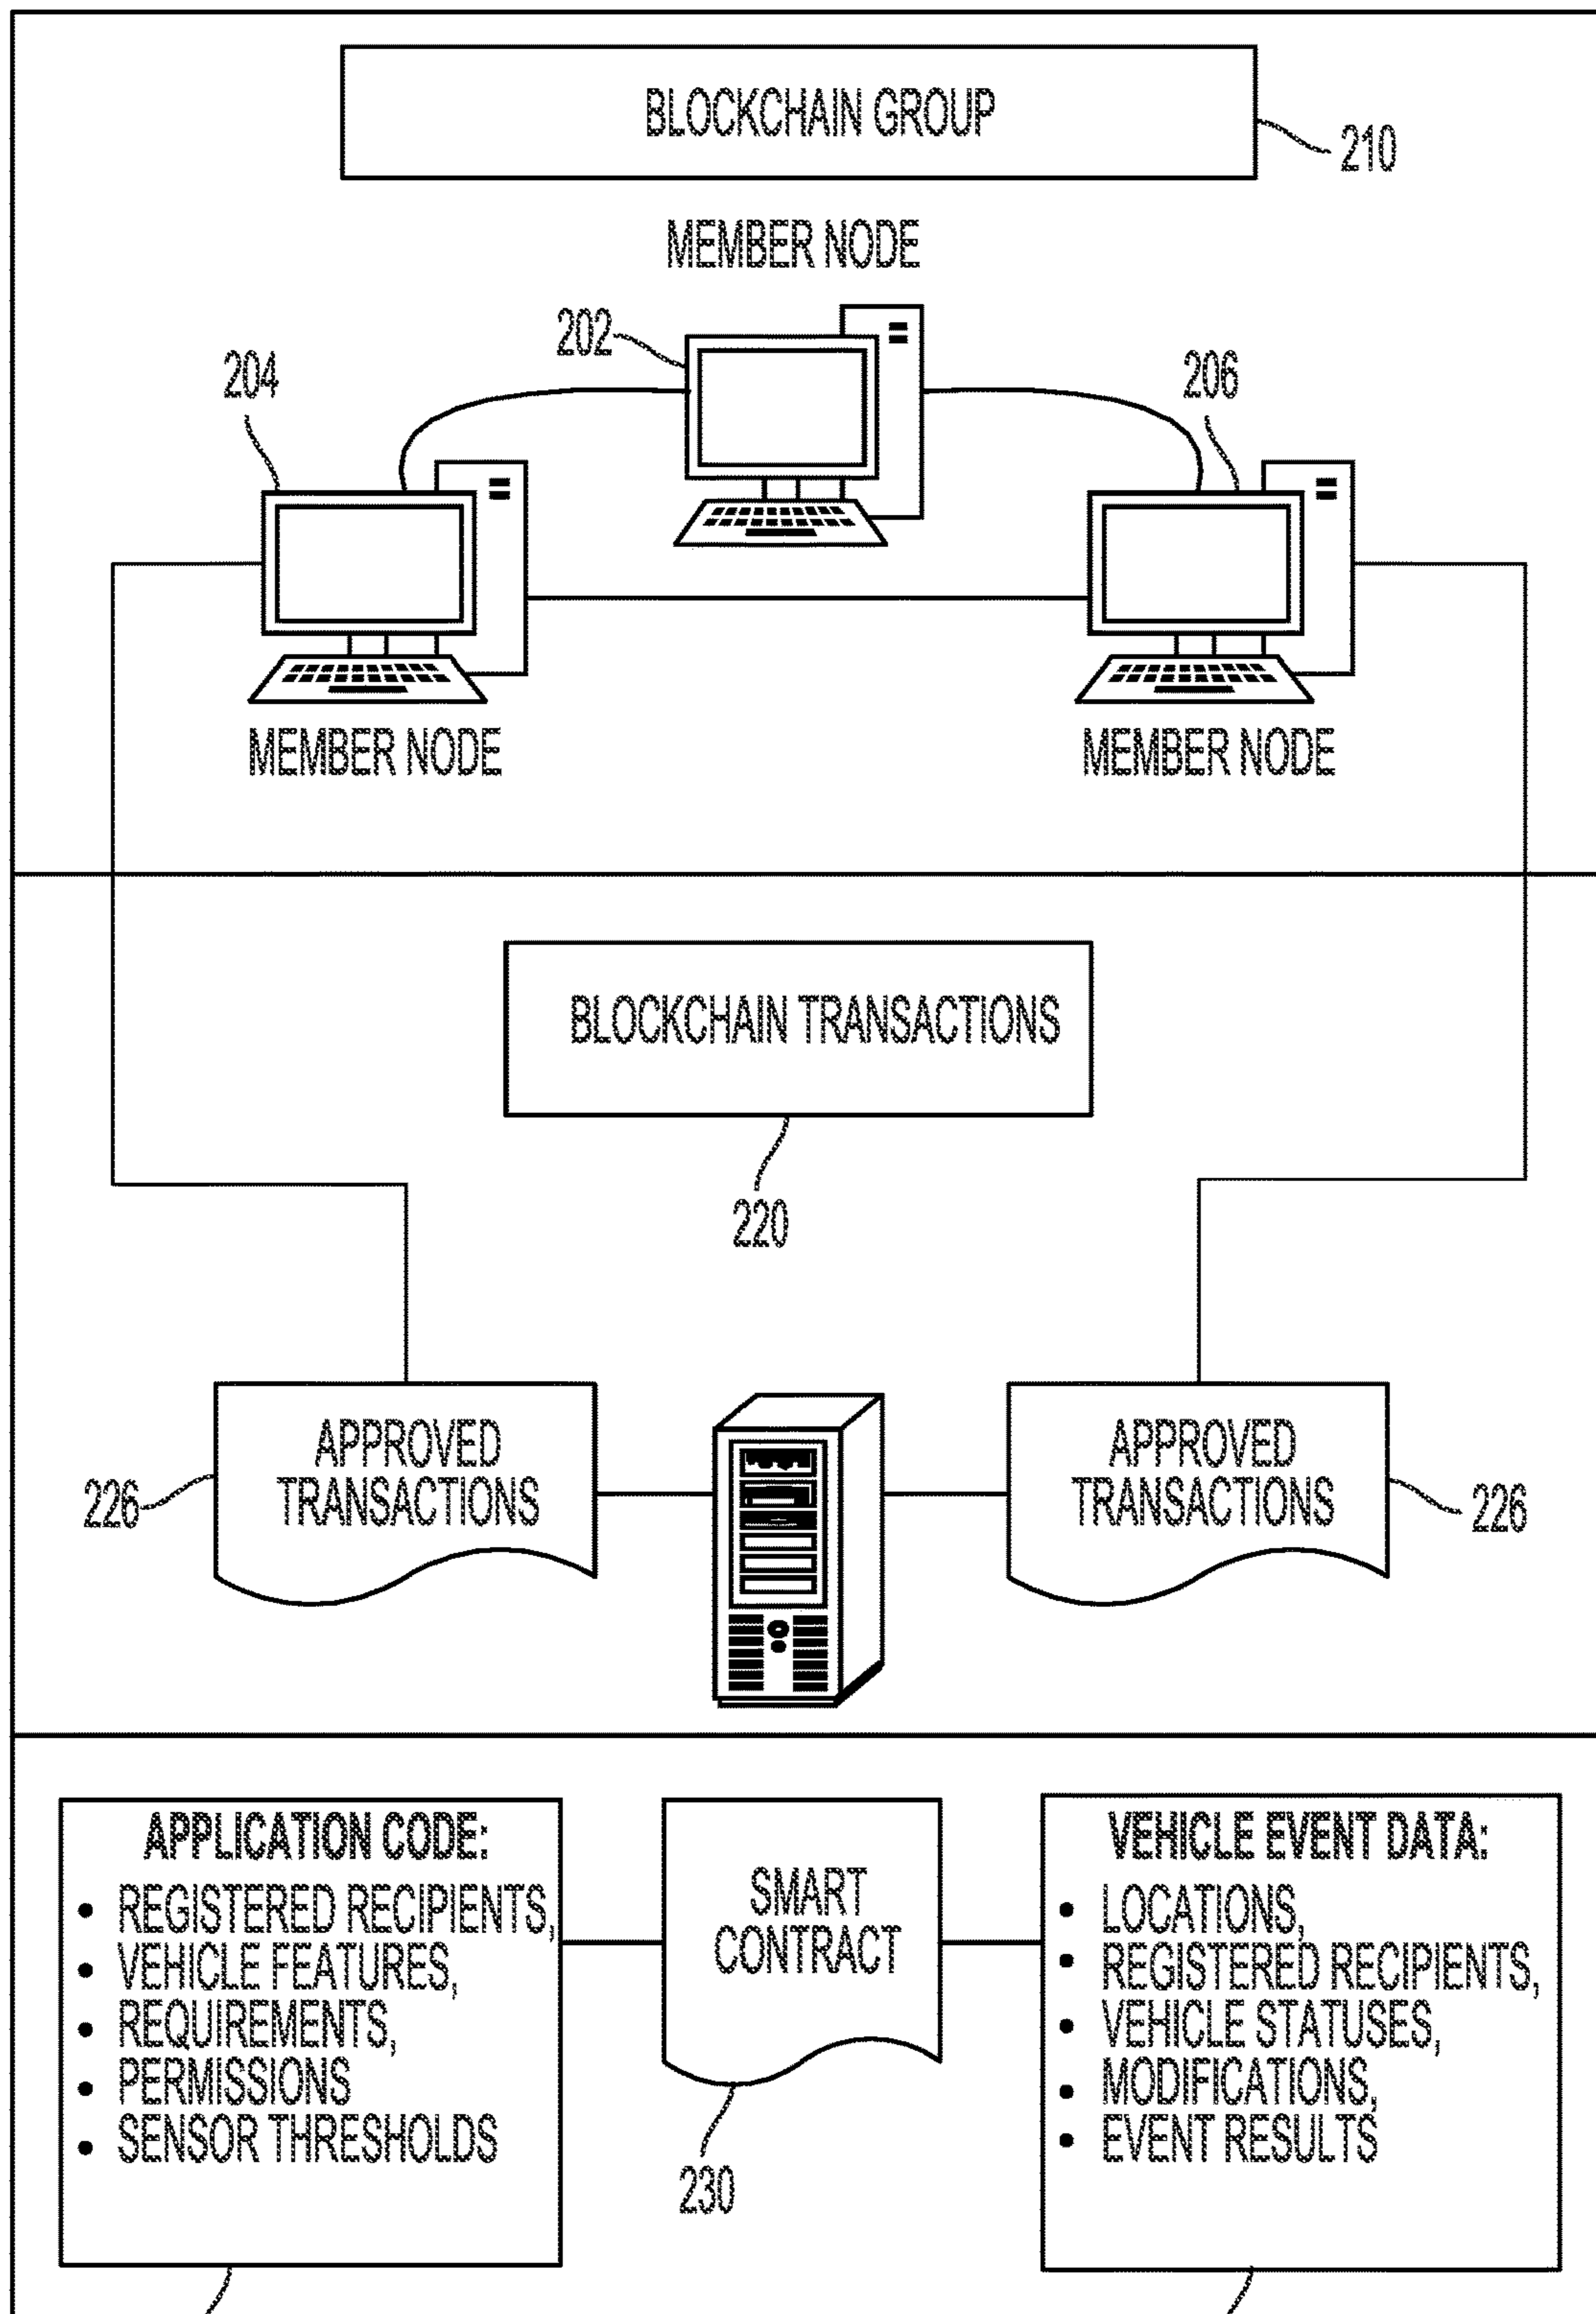 BLOCKCHAIN GROUP
210
MEMBER NODE
202
204
206
MEMBER NODE
MEMBER NODE
BLOCKCHAIN TRANSACTIONS
220
APPROVED
TRANSACTIONS
226
APPROVED
TRANSACTIONS
226
APPLICATION CODE:
• REGISTERED RECIPIENTS,
• VEHICLE FEATURES,
• REQUIREMENTS,
• PERMISSIONS
• SENSOR THRESHOLDS
SMART
CONTRACT
230
VEHICLE EVENT DATA:
• LOCATIONS,
• REGISTERED RECIPIENTS,
• VEHICLE STATUSES,
• MODIFICATIONS,
• EVENT RESULTS